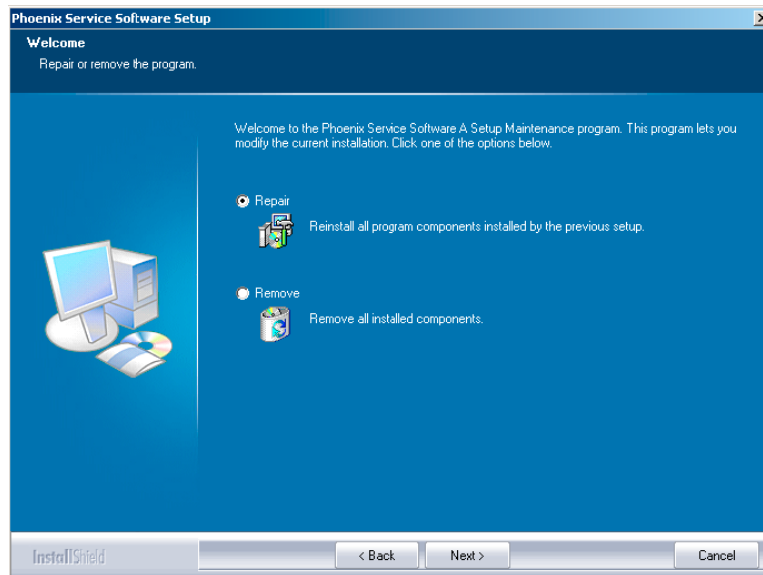 Phoenix Service Software Setup
Welcome
Repair or remove the program.
Welcome to the Phoenix Service Software A Setup Maintenance program. This program lets you
modify the current installation. Click one of the options below.
Repair
Reinstall all program components installed by the previous setup.
Remove
Remove all installed components.
InstallShield
< Back
Next >
Cancel